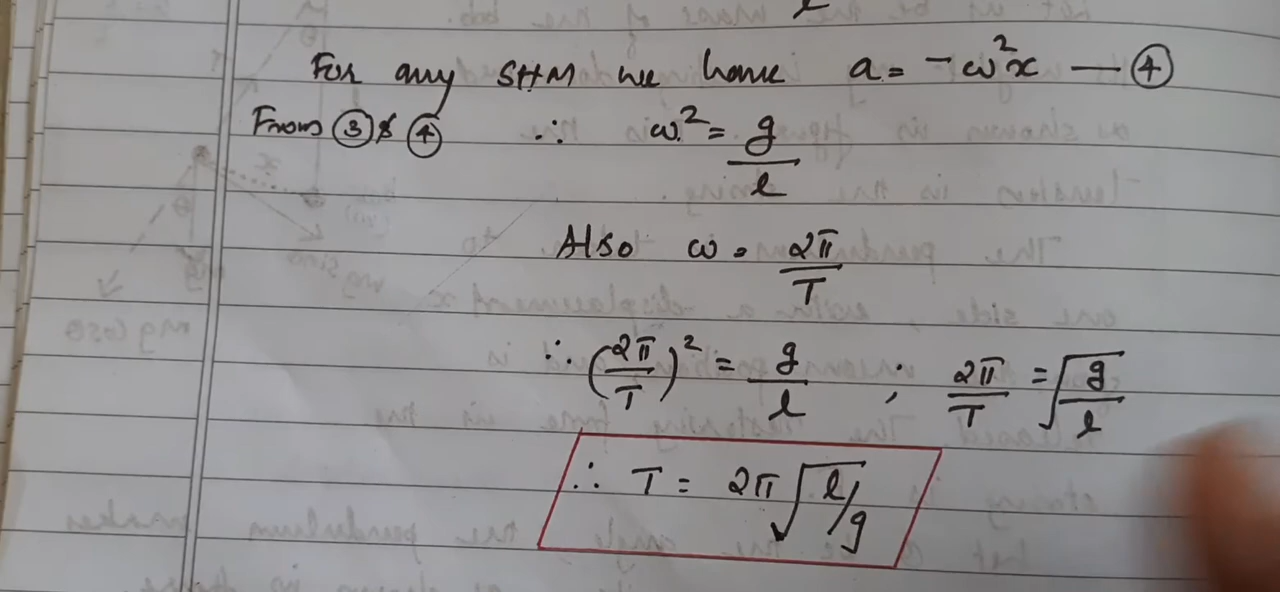 For any SHM we have a = -ω²x — ④
From ③ & ④ ∴ ω² = g/l
Also ω = 2π/T
∴ (2π/T)² = g/l ; 2π/T = √(g/l)
∴ T = 2π√(l/g)